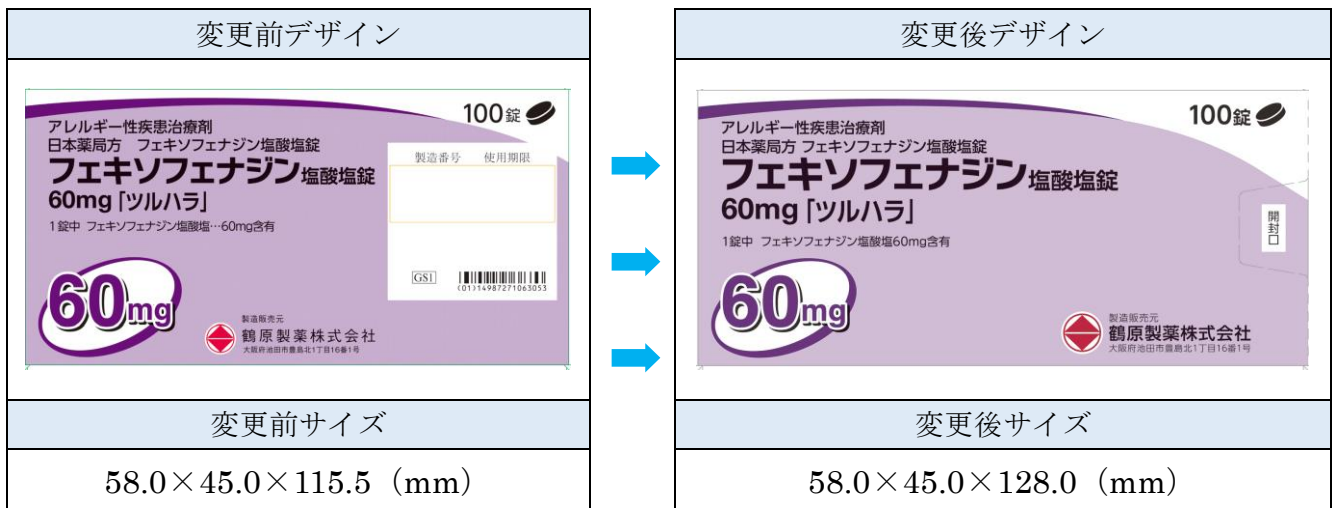 変更前デザイン
アレルギー性疾患治療剤
日本薬局方 フェキソフェナジン塩酸塩錠
フェキソフェナジン塩酸塩錠
60mg「ツルハラ」
1錠中 フェキソフェナジン塩酸塩…60mg含有
100錠
製造番号 使用期限
GS1
(01)14987271063053
60mg
製造販売元
鶴原製薬株式会社
大阪府池田市豊島北1丁目16番1号
変更前サイズ
58.0×45.0×115.5（mm）
変更後デザイン
アレルギー性疾患治療剤
日本薬局方 フェキソフェナジン塩酸塩錠
フェキソフェナジン塩酸塩錠
60mg「ツルハラ」
1錠中 フェキソフェナジン塩酸塩60mg含有
100錠
開封口
60mg
製造販売元
鶴原製薬株式会社
大阪府池田市豊島北1丁目16番1号
変更後サイズ
58.0×45.0×128.0（mm）